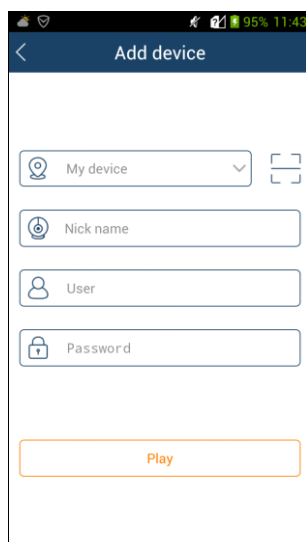 95% 11:43
Add device
My device
Nick name
User
Password
Play